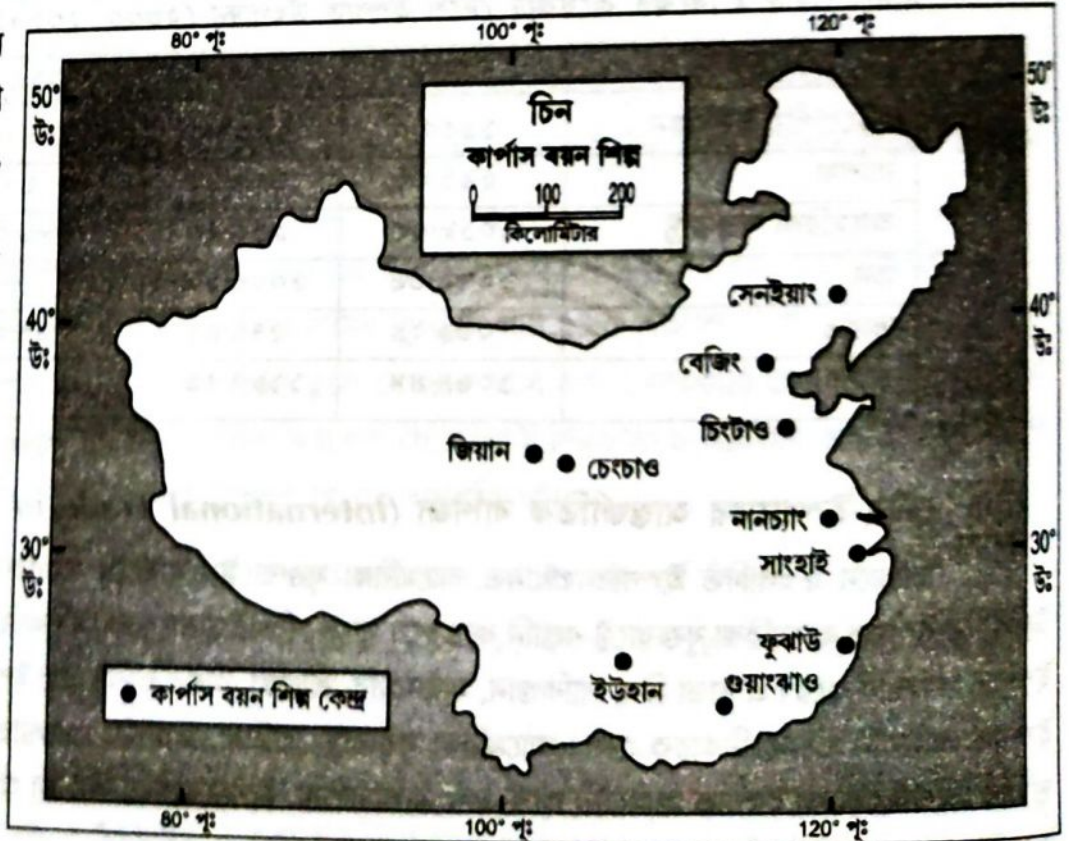 80° পূঃ 100° পূঃ 120° পূঃ
50° উঃ
50° উঃ
চিন
কার্পাস বয়ন শিল্প
0 100 200
কিলোমিটার
সেনইয়াং
40° উঃ
40° উঃ
বেজিং
চিংটাও
জিয়ান
চেংচাও
নানচ্যাং
30° উঃ
30° উঃ
সাংহাই
ফুঝাউ
ইউহান
গুয়াংঝাও
কার্পাস বয়ন শিল্প কেন্দ্র
80° পূঃ 100° পূঃ 120° পূঃ
(International